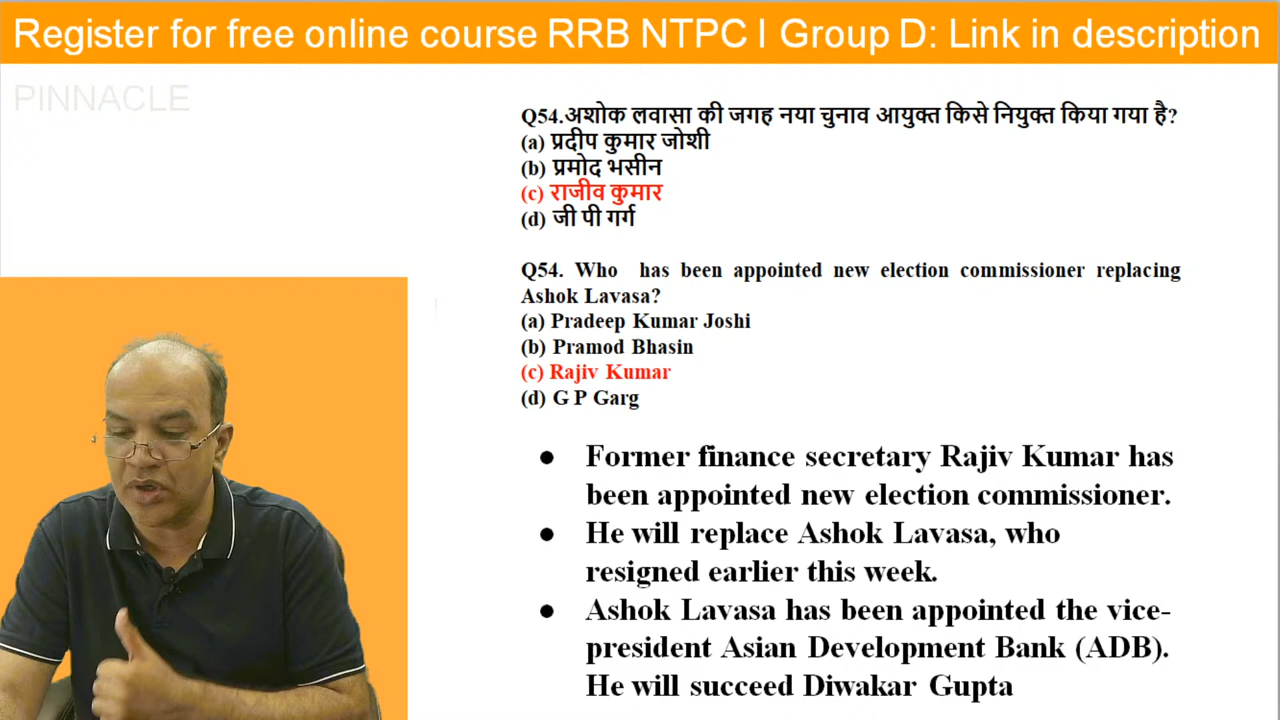 Register for free online course RRB NTPC I Group D: Link in description
PINNACLE
Q54.अशोक लवासा की जगह नया चुनाव आयुक्त किसे नियुक्त किया गया है?
(a) प्रदीप कुमार जोशी
(b) प्रमोद भसीन
(c) राजीव कुमार
(d) जी पी गर्ग
Q54. Who has been appointed new election commissioner replacing
Ashok Lavasa?
(a) Pradeep Kumar Joshi
(b) Pramod Bhasin
(c) Rajiv Kumar
(d) G P Garg
● Former finance secretary Rajiv Kumar has
been appointed new election commissioner.
● He will replace Ashok Lavasa, who
resigned earlier this week.
● Ashok Lavasa has been appointed the vice-
president Asian Development Bank (ADB).
He will succeed Diwakar Gupta